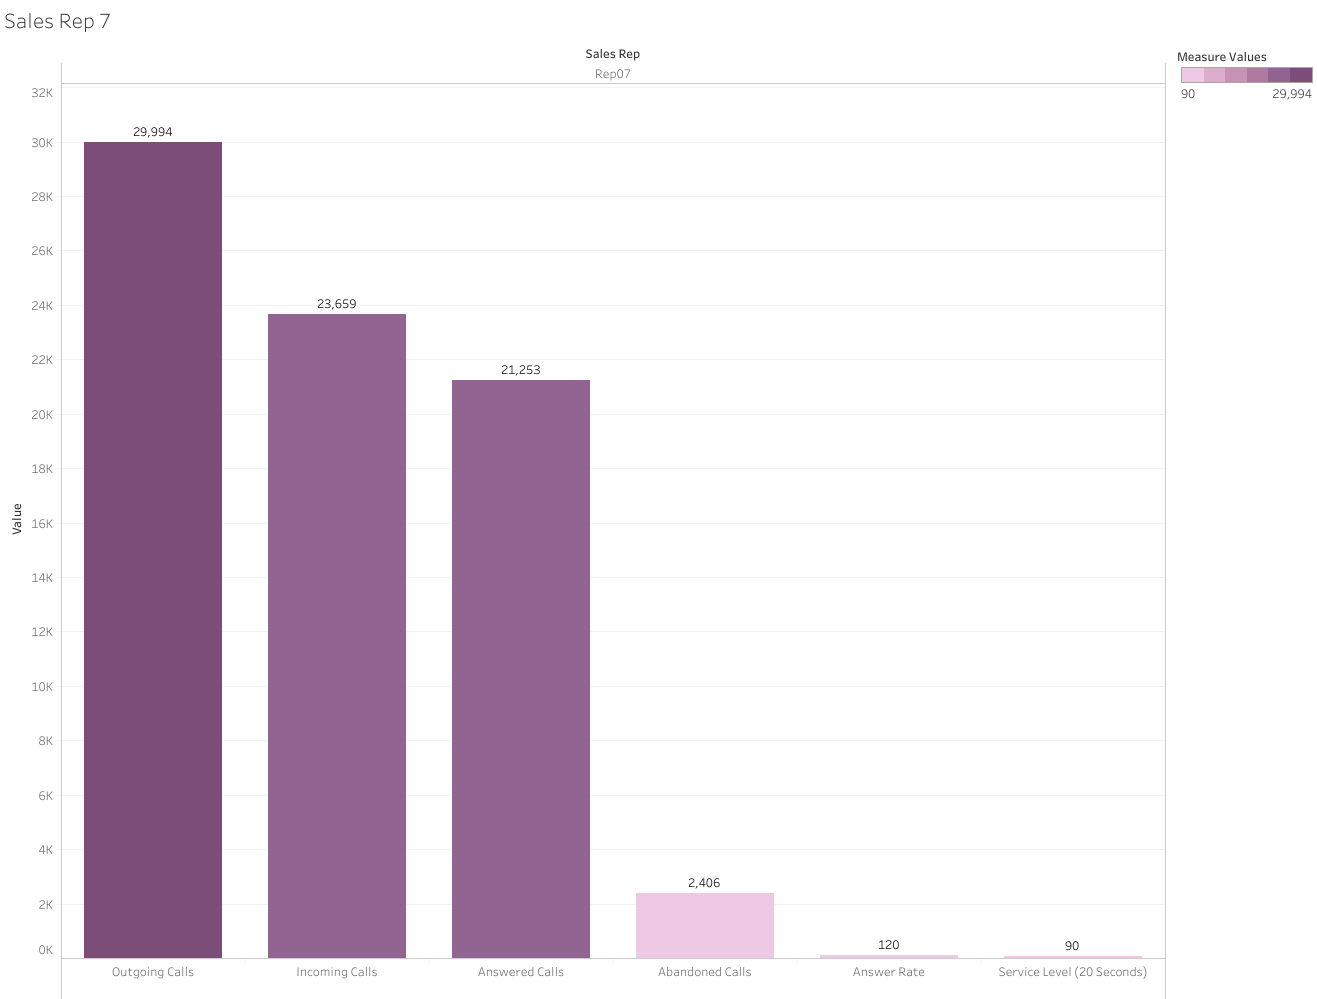 Sales Rep 7
Sales Rep
Rep07
Measure Values
90 29,994
Value
32K
30K
28K
26K
24K
22K
20K
18K
16K
14K
12K
10K
8K
6K
4K
2K
0K
29,994
23,659
21,253
2,406
120
90
Outgoing Calls Incoming Calls Answered Calls Abandoned Calls Answer Rate Service Level (20 Seconds)